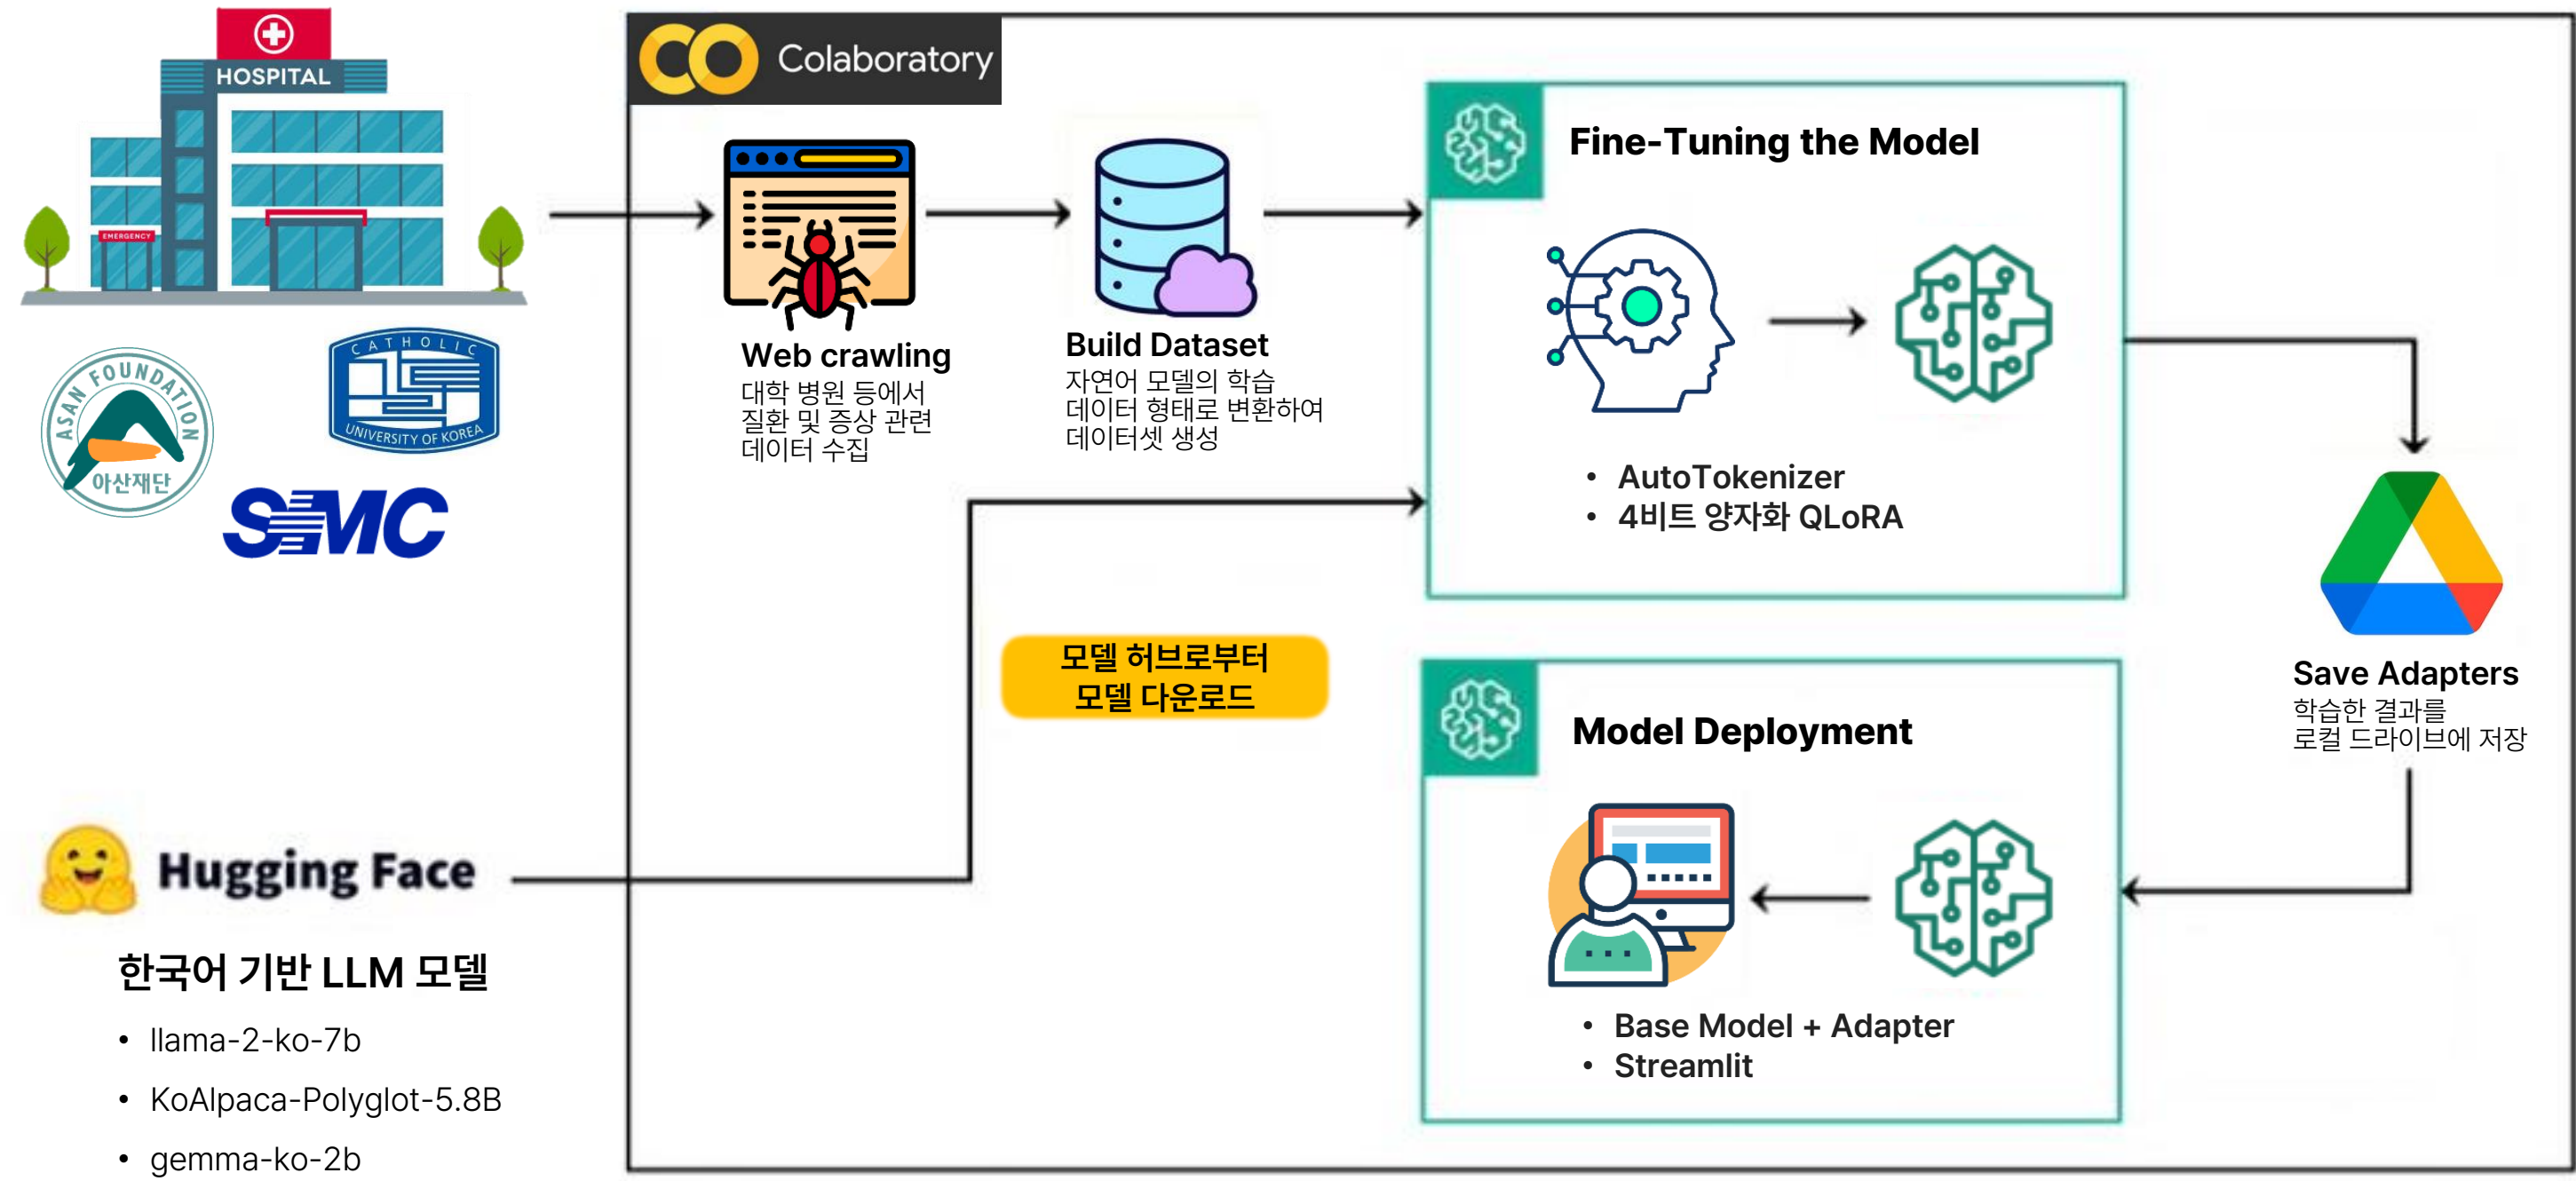 HOSPITAL
EMERGENCY
ASAN FOUNDATION
아산재단
CATHOLIC
UNIVERSITY OF KOREA
SMC
Hugging Face
한국어 기반 LLM 모델
• llama-2-ko-7b
• KoAlpaca-Polyglot-5.8B
• gemma-ko-2b
Colaboratory
Web crawling
대학 병원 등에서
질환 및 증상 관련
데이터 수집
Build Dataset
자연어 모델의 학습
데이터 형태로 변환하여
데이터셋 생성
모델 허브로부터
모델 다운로드
Fine-Tuning the Model
• AutoTokenizer
• 4비트 양자화 QLoRA
Save Adapters
학습한 결과를
로컬 드라이브에 저장
Model Deployment
• Base Model + Adapter
• Streamlit